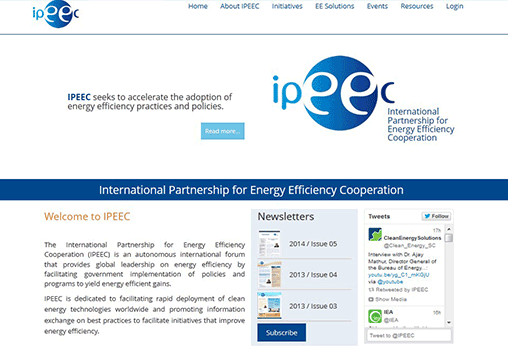 ipeec
Home About IPEEC Initiatives EE Solutions Events Resources Login
IPEEC seeks to accelerate the adoption of
energy efficiency practices and policies.
Read more...
ipeec
International
Partnership for
Energy Efficiency
Cooperation
International Partnership for Energy Efficiency Cooperation
Welcome to IPEEC
The International Partnership for Energy Efficiency
Cooperation (IPEEC) is an autonomous international forum
that provides global leadership on energy efficiency by
facilitating government implementation of policies and
programs to yield energy efficient gains.
IPEEC is dedicated to facilitating rapid deployment of clean
energy technologies worldwide and promoting information
exchange on best practices to facilitate initiatives that improve
energy efficiency.
Newsletters
2014 / Issue 05
2013 / Issue 04
2013 / Issue 03
Subscribe
Tweets Follow
CleanEnergySolutions 17s
@Clean_Energy_SC
Interview with Dr. Ajay
Mathur, Director General of
the Bureau of Energy...:
via @youtube
Retweeted by IPEEC
Show Media
IEA 16h
@IEA
Tweet to @IPEEC